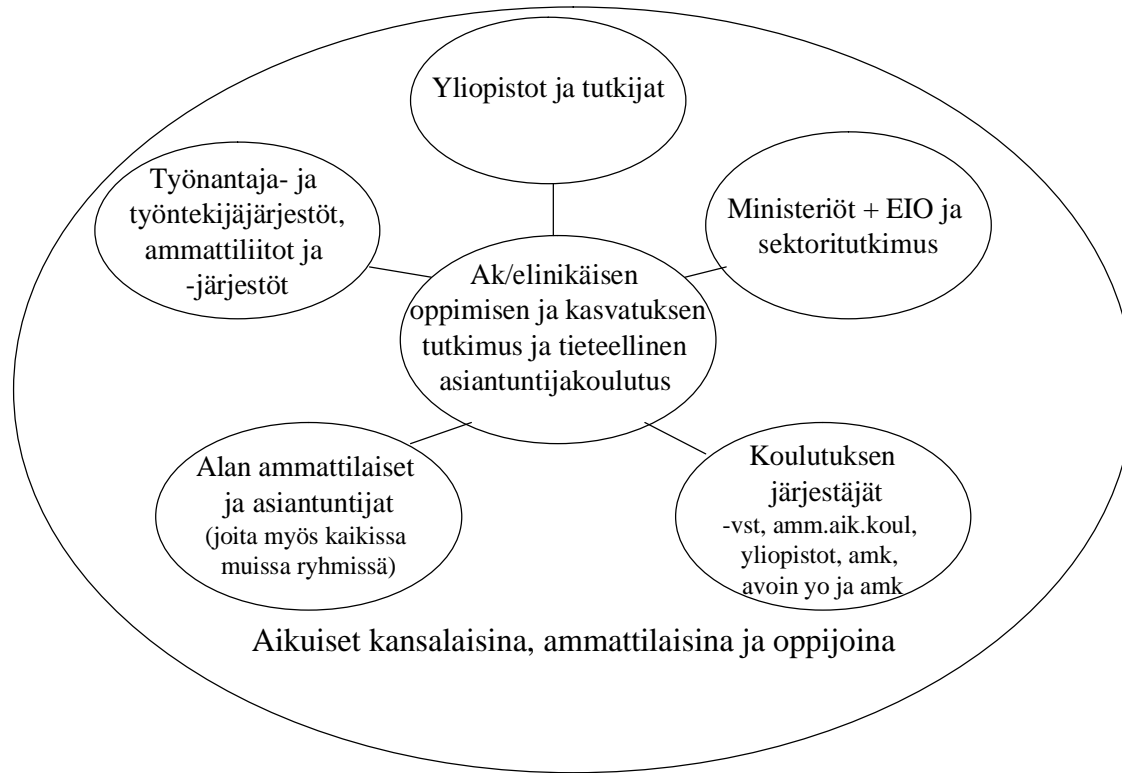 Yliopistot ja tutkijat
Työnantaja- ja
työntekijäjärjestöt,
ammattiliitot ja
-järjestöt
Ministeriöt + EIO ja
sektoritutkimus
Ak/elinikäisen
oppimisen ja kasvatuksen
tutkimus ja tieteellinen
asiantuntijakoulutus
Alan ammattilaiset
ja asiantuntijat
(joita myös kaikissa
muissa ryhmissä)
Koulutuksen
järjestäjät
-vst, amm.aik.koul,
yliopistot, amk,
avoin yo ja amk
Aikuiset kansalaisina, ammattilaisina ja oppijoina